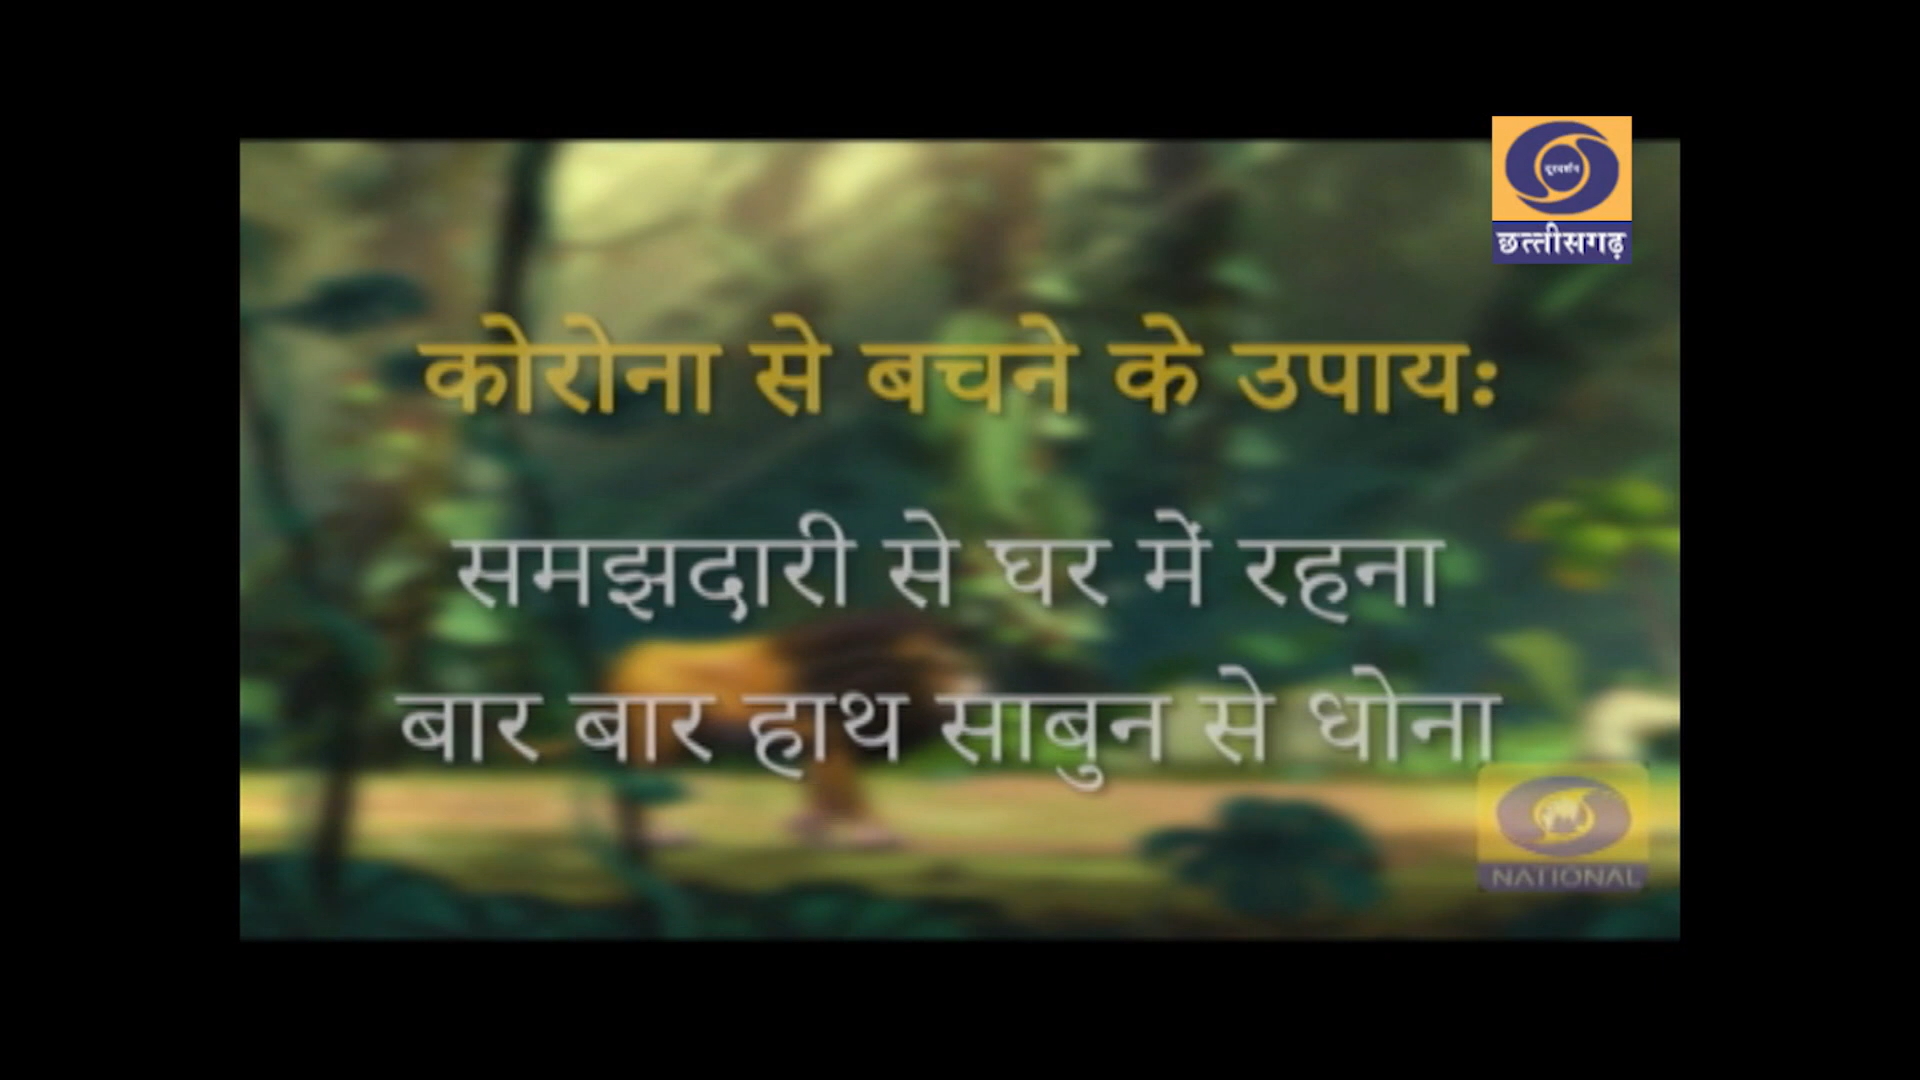 दूरदर्शन
छत्तीसगढ़
कोरोना से बचने के उपायः
समझदारी से घर में रहना
बार बार हाथ साबुन से धोना
NATIONAL